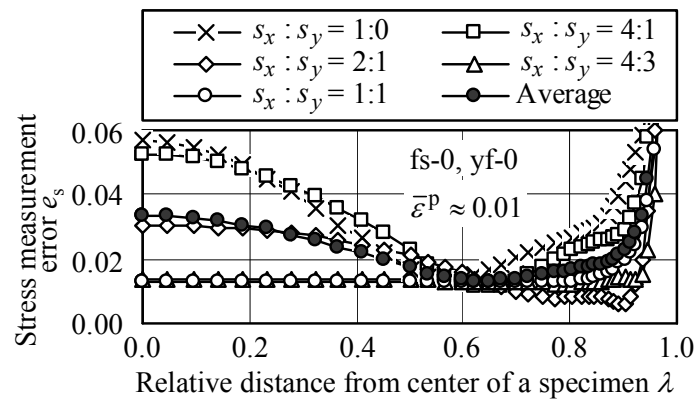 s_x : s_y = 1:0
s_x : s_y = 4:1
s_x : s_y = 2:1
s_x : s_y = 4:3
s_x : s_y = 1:1
Average
Stress measurement
error e_s
0.06
0.04
0.02
0.00
fs-0, yf-0
ε̅^p ≈ 0.01
0.0 0.2 0.4 0.6 0.8 1.0
Relative distance from center of a specimen λ